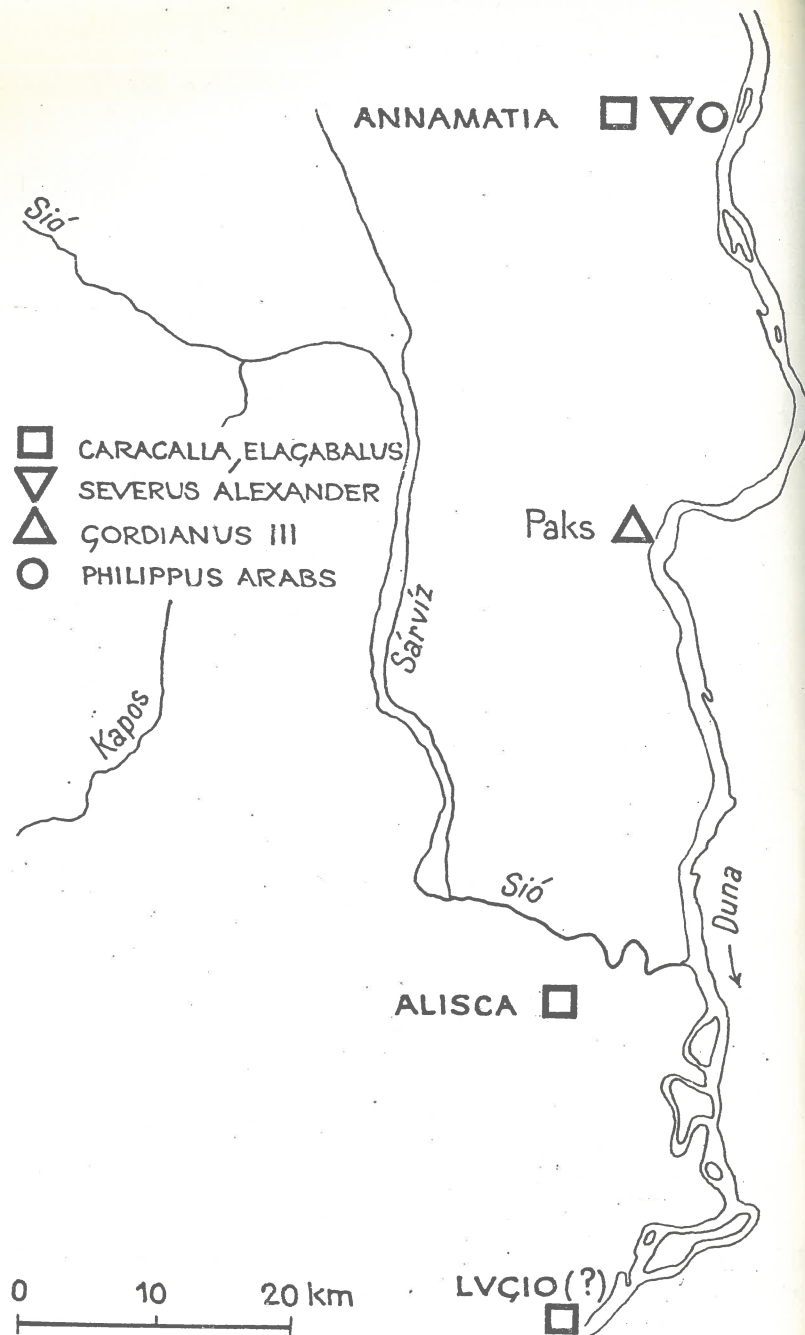 ANNAMATIA
Sió
CARACALLA, ELAGABALUS
SEVERUS ALEXANDER
GORDIANUS III
PHILIPPUS ARABS
Paks
Sárvíz
Kapos
Sió
← Duna
ALISCA
LVGIO (?)
0 10 20 km